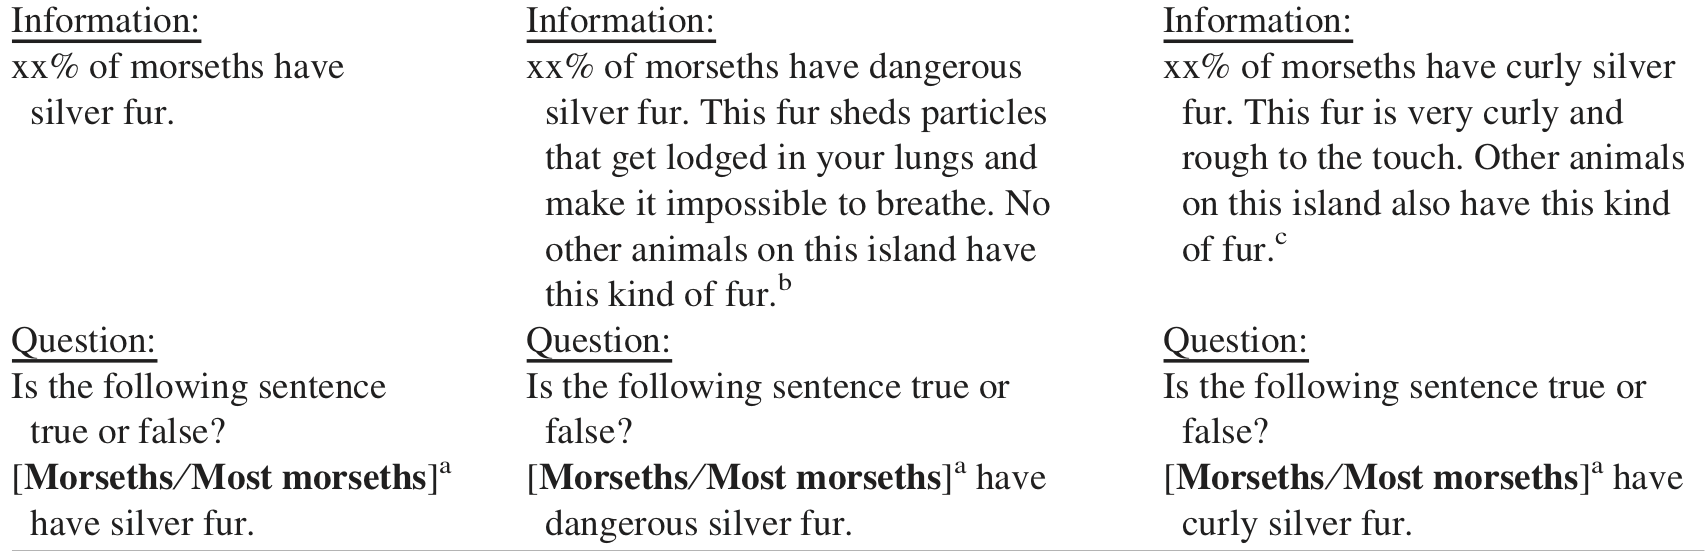 Information:
xx% of morseths have
silver fur.
Question:
Is the following sentence
true or false?
[Morseths/Most morseths]a
have silver fur.
Information:
xx% of morseths have dangerous
silver fur. This fur sheds particles
that get lodged in your lungs and
make it impossible to breathe. No
other animals on this island have
this kind of fur.b
Question:
Is the following sentence true or
false?
[Morseths/Most morseths]a have
dangerous silver fur.
Information:
xx% of morseths have curly silver
fur. This fur is very curly and
rough to the touch. Other animals
on this island also have this kind
of fur.c
Question:
Is the following sentence true or
false?
[Morseths/Most morseths]a have
curly silver fur.